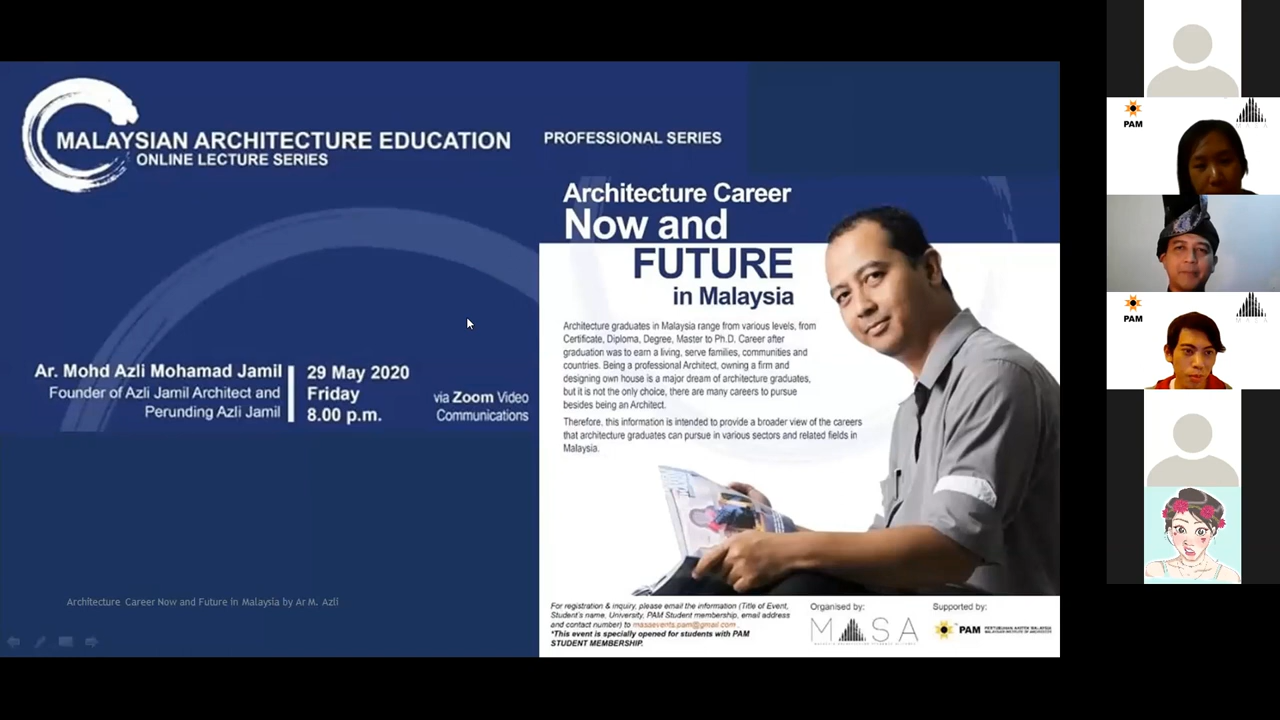 MALAYSIAN ARCHITECTURE EDUCATION
ONLINE LECTURE SERIES
PROFESSIONAL SERIES
Architecture Career
Now and
FUTURE
in Malaysia
Architecture graduates in Malaysia range from various levels, from
Certificate, Diploma, Degree, Master to Ph.D. Career after
graduation was to earn a living, serve families, communities and
countries. Being a professional Architect, owning a firm and
designing own house is a major dream of architecture graduates,
but it is not the only choice, there are many careers to pursue
besides being an Architect.
Therefore, this information is intended to provide a broader view of the careers
that architecture graduates can pursue in various sectors and related fields in
Malaysia.
Ar. Mohd Azli Mohamad Jamil
Founder of Azli Jamil Architect and
Perunding Azli Jamil
29 May 2020
Friday
8.00 p.m.
via Zoom Video
Communications
Architecture Career Now and Future in Malaysia by Ar M. Azli
For registration & inquiry, please email the information (Title of Event,
Student's name, University, PAM Student membership, email address
and contact number) to masaevents.pam@gmail.com .
*This event is specially opened for students with PAM
STUDENT MEMBERSHIP.
Organised by:
MASA
Supported by:
PAM
PERTUBUHAN AKITEK MALAYSIA
MALAYSIAN INSTITUTE OF ARCHITECTS
PAM
PAM